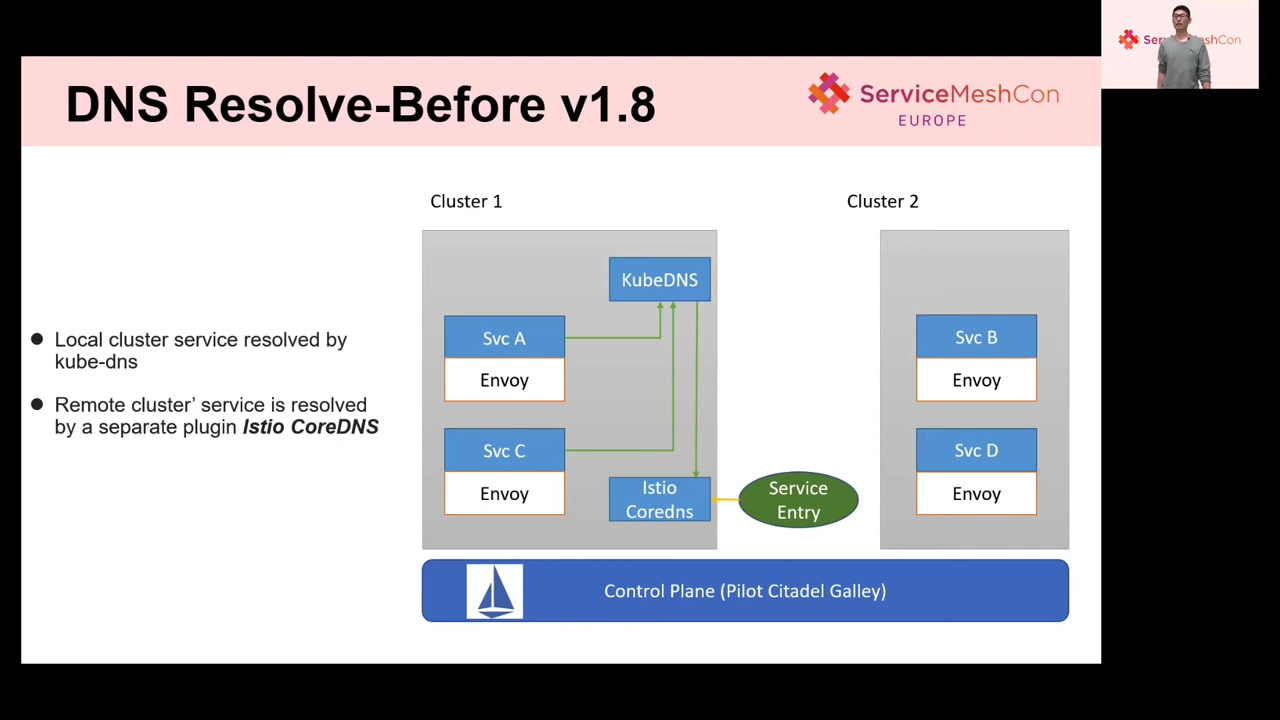 DNS Resolve-Before v1.8
ServiceMeshCon
EUROPE
Local cluster service resolved by
kube-dns
Remote cluster’ service is resolved
by a separate plugin Istio CoreDNS
Cluster 1
KubeDNS
Svc A
Envoy
Svc C
Envoy
Istio
Coredns
Service
Entry
Cluster 2
Svc B
Envoy
Svc D
Envoy
Control Plane (Pilot Citadel Galley)